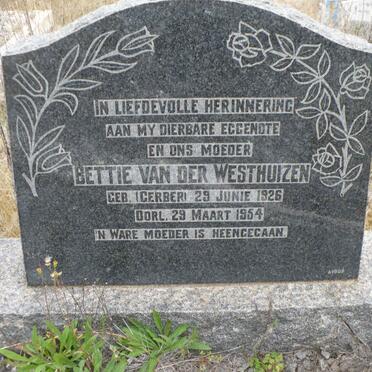 IN LIEFDEVOLLE HERINNERING
AAN MY DIERBARE EGGENOTE
EN ONS MOEDER
BETTIE VAN DER WESTHUIZEN
GEB. (GERBER) 29 JUNIE 1926
OORL. 29 MAART 1954
'N WARE MOEDER IS HEENGEGAAN.